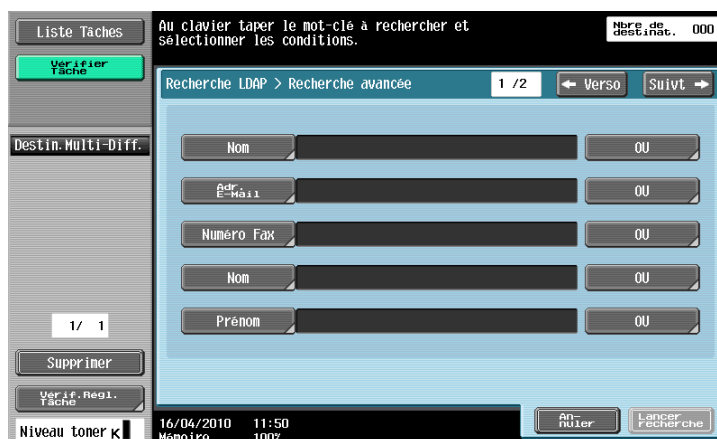 Liste Tâches
Vérifier
Tâche
Destin.Multi-Diff.
1/ 1
Supprimer
Vérif.Régl.
Tâche
Niveau toner K
Au clavier taper le mot-clé à rechercher et
sélectionner les conditions.
Nbre de
destinat. 000
Recherche LDAP > Recherche avancée
1 /2
← Verso
Suivt →
Nom
OU
Adr.
E-Mail
OU
Numéro Fax
OU
Nom
OU
Prénom
OU
16/04/2010 11:50
Mémoire 100%
An-
nuler
Lancer
recherche